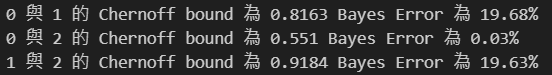 0 與 1 的 Chernoff bound 為 0.8163 Bayes Error 為 19.68%
0 與 2 的 Chernoff bound 為 0.551 Bayes Error 為 0.03%
1 與 2 的 Chernoff bound 為 0.9184 Bayes Error 為 19.63%